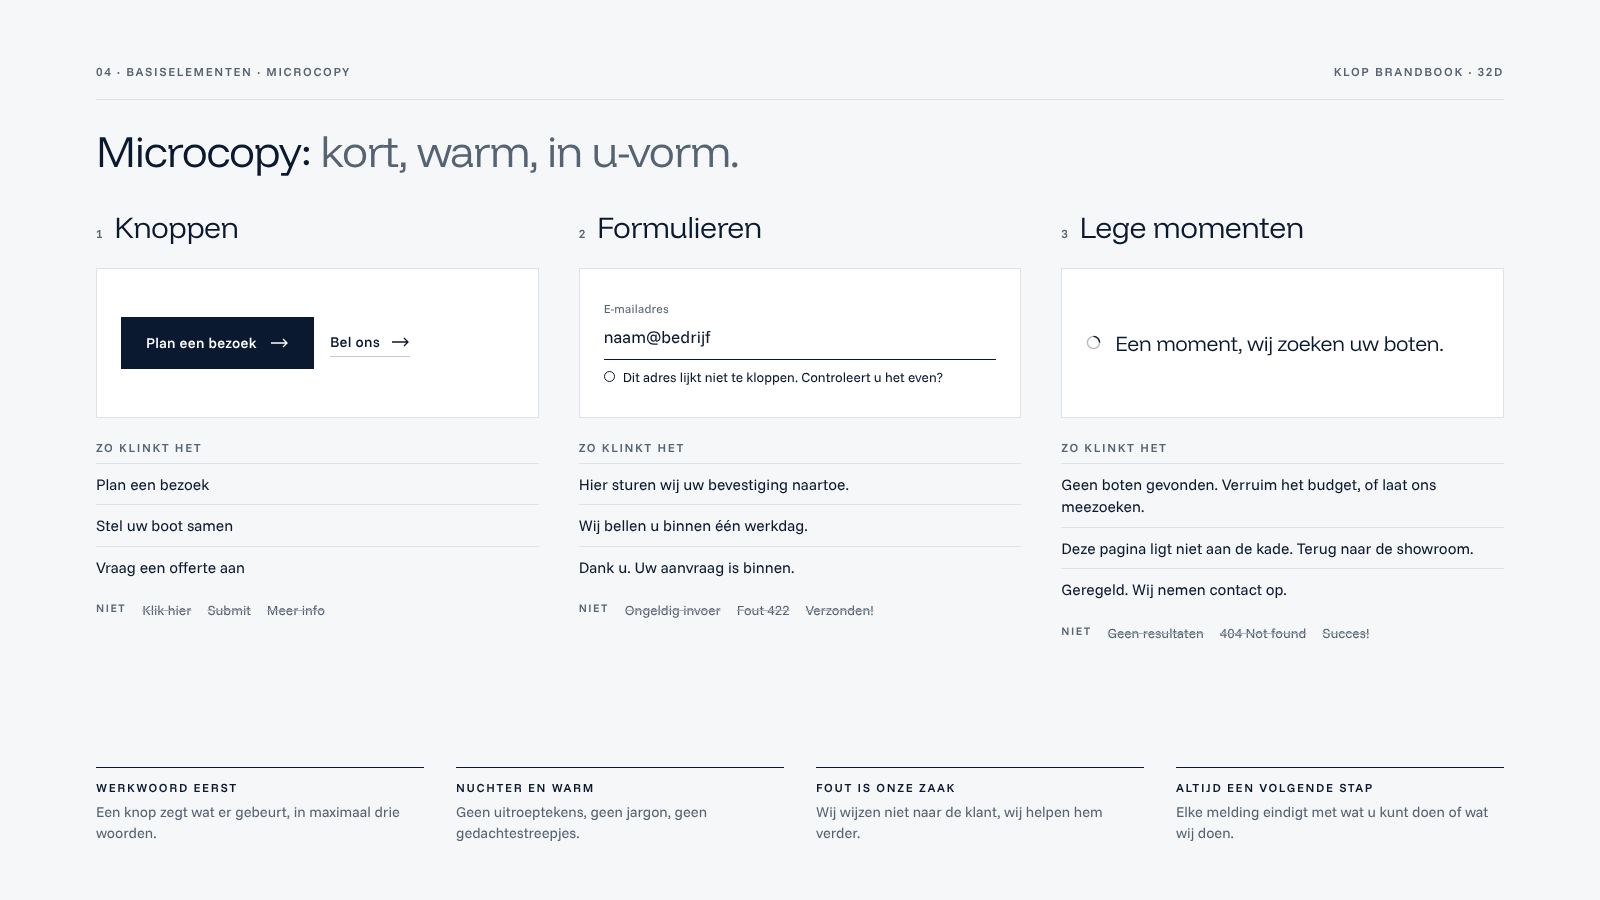 04 · BASISELEMENTEN · MICROCOPY
KLOP BRANDBOOK · 32D
Microcopy: kort, warm, in u-vorm.
1 Knoppen
Plan een bezoek →
Bel ons →
ZO KLINKT HET
Plan een bezoek
Stel uw boot samen
Vraag een offerte aan
NIET Klik hier Submit Meer info
2 Formulieren
E-mailadres
naam@bedrijf
Dit adres lijkt niet te kloppen. Controleert u het even?
ZO KLINKT HET
Hier sturen wij uw bevestiging naartoe.
Wij bellen u binnen één werkdag.
Dank u. Uw aanvraag is binnen.
NIET Ongeldig invoer Fout 422 Verzonden!
3 Lege momenten
Een moment, wij zoeken uw boten.
ZO KLINKT HET
Geen boten gevonden. Verruim het budget, of laat ons
meezoeken.
Deze pagina ligt niet aan de kade. Terug naar de showroom.
Geregeld. Wij nemen contact op.
NIET Geen resultaten 404 Not found Succes!
WERKWOORD EERST
Een knop zegt wat er gebeurt, in maximaal drie
woorden.
NUCHTER EN WARM
Geen uitroeptekens, geen jargon, geen
gedachtestreepjes.
FOUT IS ONZE ZAAK
Wij wijzen niet naar de klant, wij helpen hem
verder.
ALTIJD EEN VOLGENDE STAP
Elke melding eindigt met wat u kunt doen of wat
wij doen.